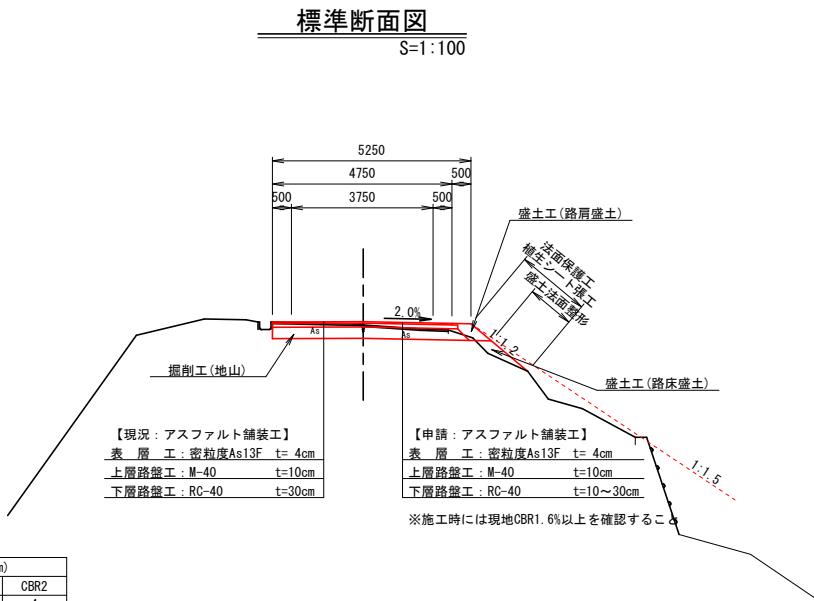 標準断面図
S=1:100
5250
4750 500
500 3750 500
盛土工(路肩盛土)
法面保護工
植生シート張工
盛土法面整形
2.0%
As
As
1:1.2
掘削工(地山)
盛土工(路床盛土)
【現況:アスファルト舗装工】
表 層 工:密粒度As13F t= 4cm
上層路盤工:M-40 t=10cm
下層路盤工:RC-40 t=30cm
【申請:アスファルト舗装工】
表 層 工:密粒度As13F t= 4cm
上層路盤工:M-40 t=10cm
下層路盤工:RC-40 t=10~30cm
1:1.5
※施工時には現地CBR1.6%以上を確認すること
m)
CBR2